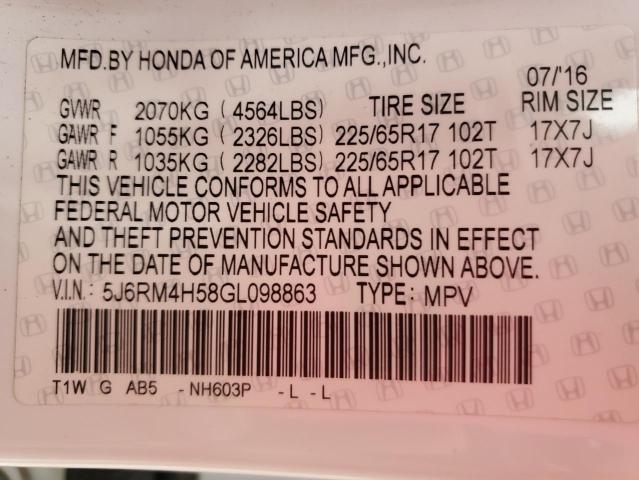 MFD.BY HONDA OF AMERICA MFG.,INC.
07/'16
GVWR 2070KG ( 4564LBS) TIRE SIZE RIM SIZE
GAWR F 1055KG ( 2326LBS) 225/65R17 102T 17X7J
GAWR R 1035KG ( 2282LBS) 225/65R17 102T 17X7J
THIS VEHICLE CONFORMS TO ALL APPLICABLE
FEDERAL MOTOR VEHICLE SAFETY
AND THEFT PREVENTION STANDARDS IN EFFECT
ON THE DATE OF MANUFACTURE SHOWN ABOVE.
V.I.N.: 5J6RM4H58GL098863 TYPE: MPV
T1W G AB5 -NH603P - L - L